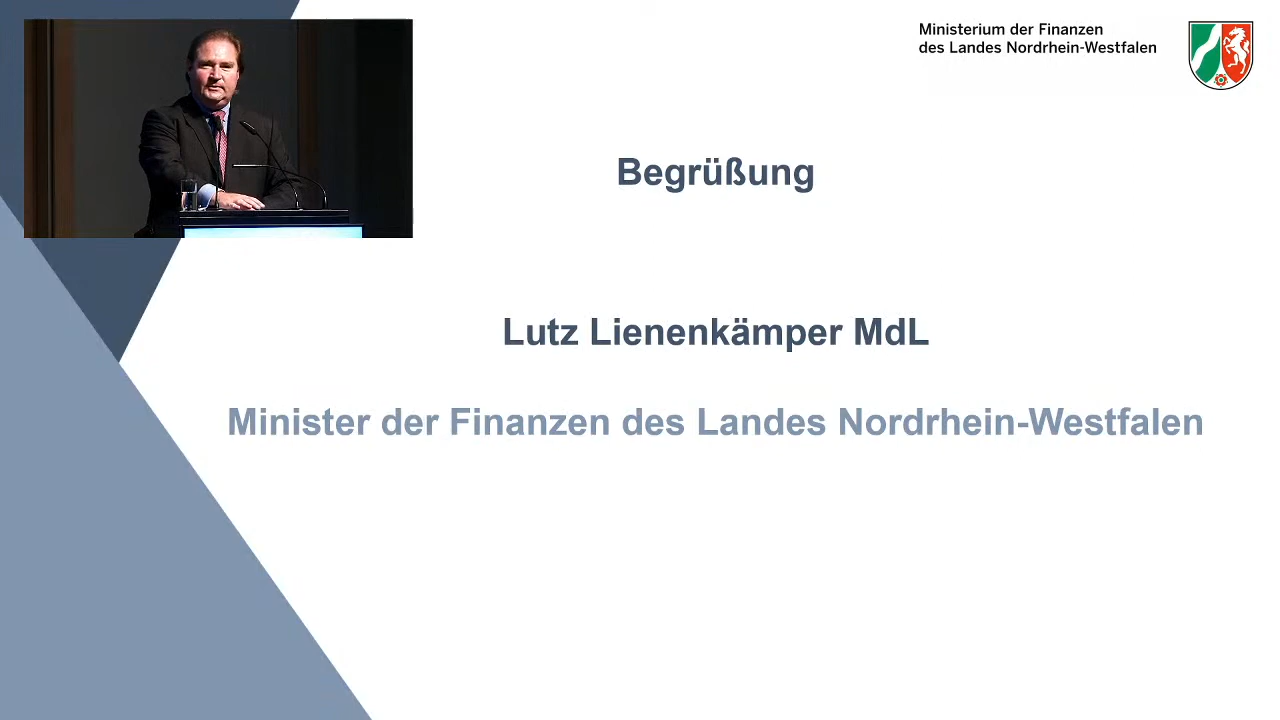 Ministerium der Finanzen
des Landes Nordrhein-Westfalen
Begrüßung
Lutz Lienenkämper MdL
Minister der Finanzen des Landes Nordrhein-Westfalen